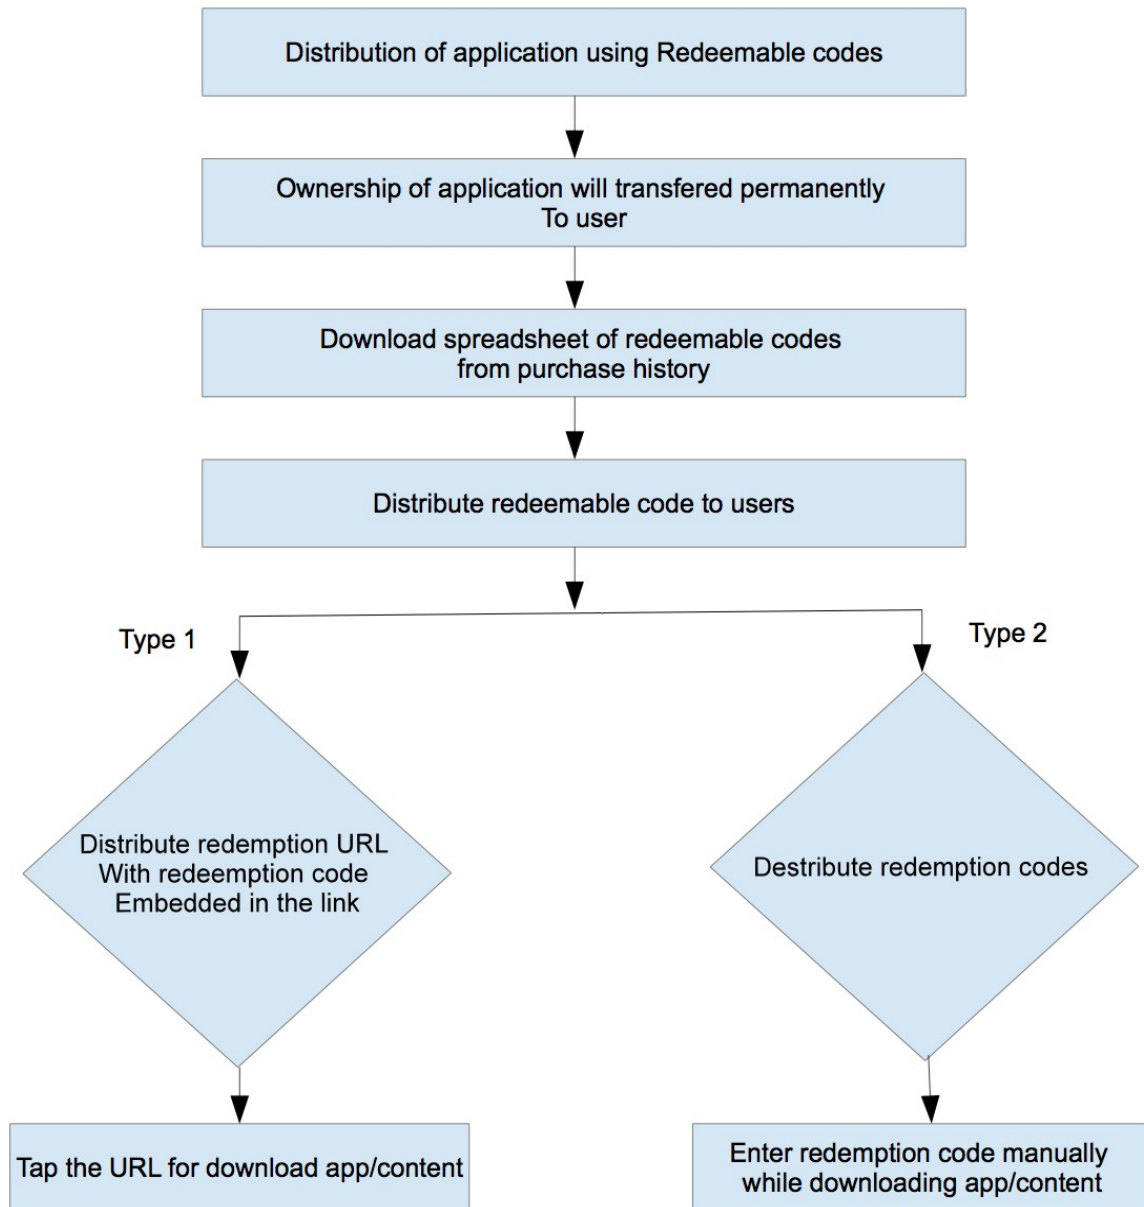 Distribution of application using Redeemable codes
Ownership of application will transfered permanently
To user
Download spreadsheet of redeemable codes
from purchase history
Distribute redeemable code to users
Type 1
Type 2
Distribute redemption URL
With redeemption code
Embedded in the link
Destribute redemption codes
Tap the URL for download app/content
Enter redemption code manually
while downloading app/content